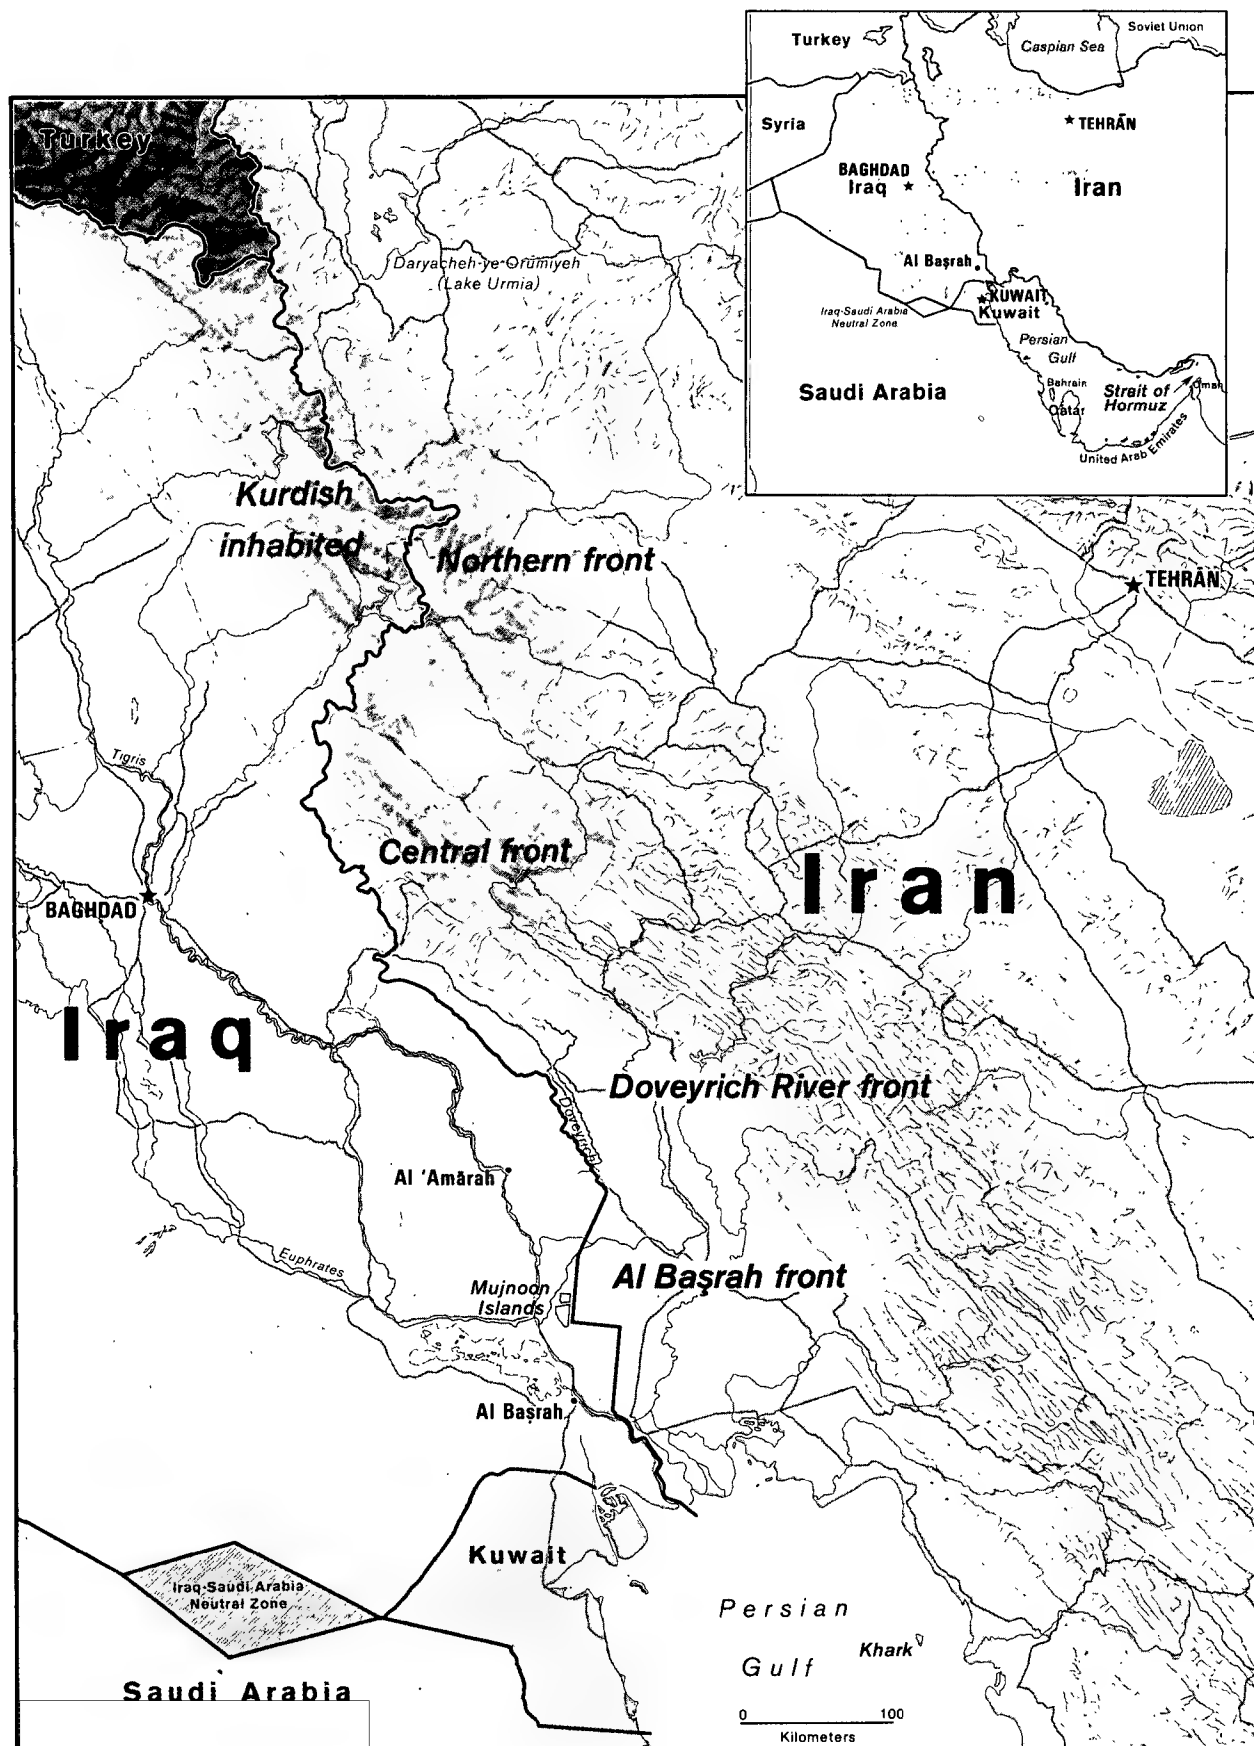 Turkey
Caspian Sea
Soviet Union
Syria
TEHRĀN
BAGHDAD
Iraq
Iran
Al Başrah
KUWAIT
Kuwait
Iraq-Saudi Arabia
Neutral Zone
Persian
Gulf
Saudi Arabia
Bahrain
Qatar
Strait of
Hormuz
Oman
United Arab Emirates
Turkey
Daryacheh-ye Orūmīyeh
(Lake Urmia)
Kurdish
inhabited
Northern front
TEHRĀN
Tigris
Central front
Iran
BAGHDAD
Iraq
Doveyrich River front
Doveyrich
Al 'Amārah
Euphrates
Mujnoon
Islands
Al Başrah front
Al Başrah
Kuwait
Iraq-Saudi Arabia
Neutral Zone
Persian
Gulf
Khark
Saudi Arabia
0 100
Kilometers